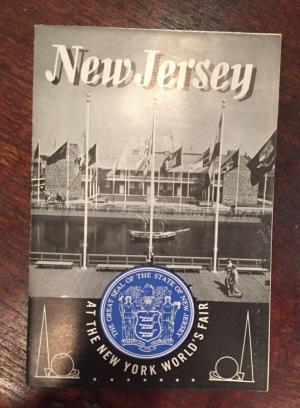 New Jersey
THE GREAT SEAL OF THE STATE OF NEW JERSEY
AT THE NEW YORK WORLD'S FAIR